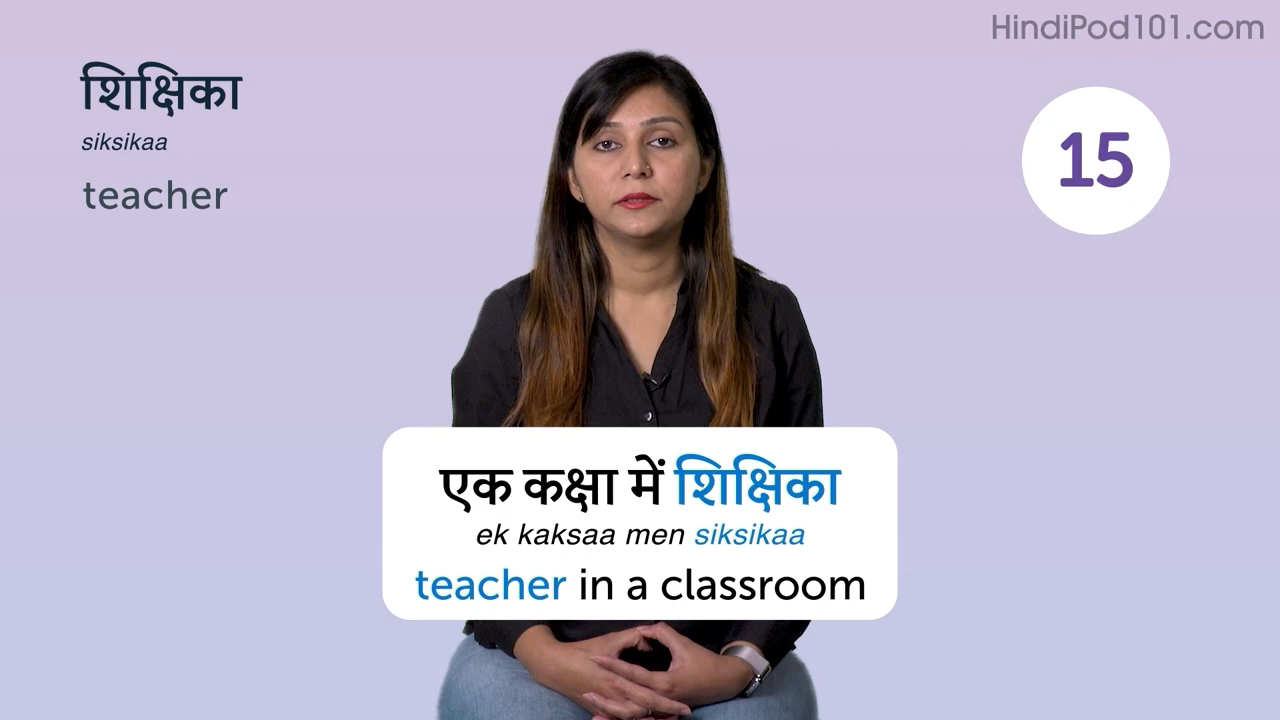 HindiPod101.com
शिक्षिका
siksikaa
teacher
15
एक कक्षा में शिक्षिका
ek kaksaa men siksikaa
teacher in a classroom